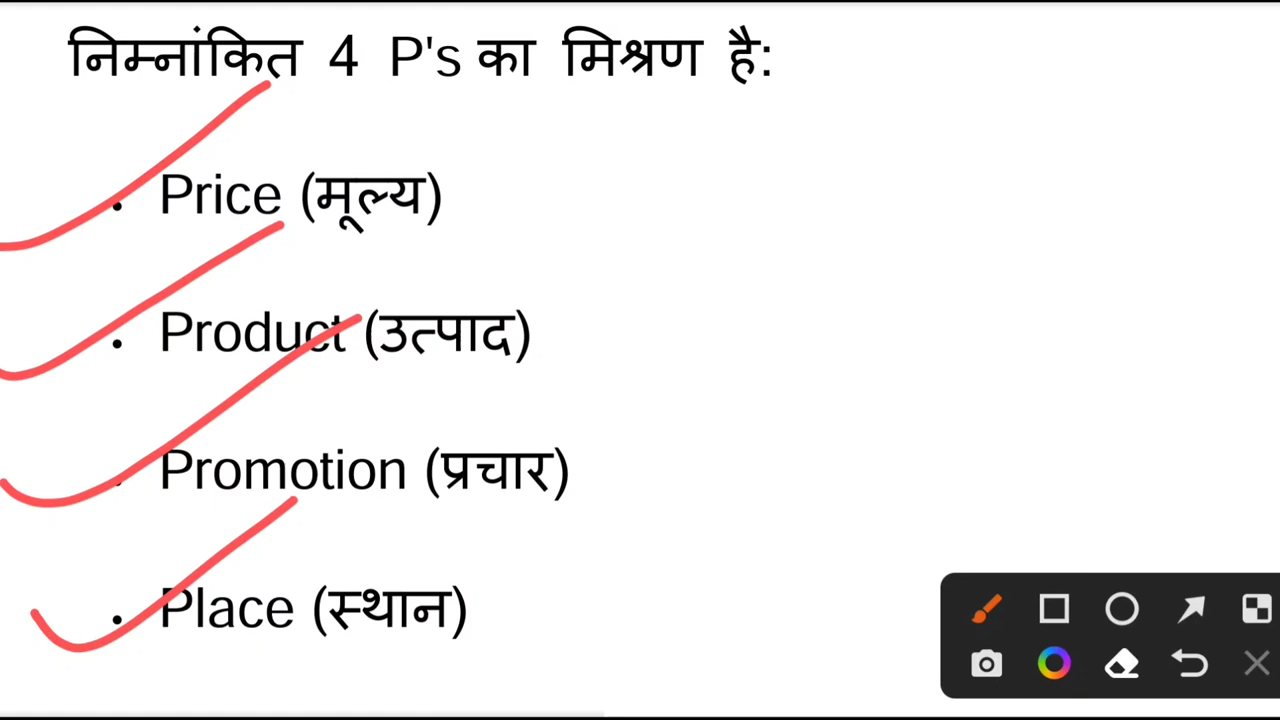 निम्नांकित 4 P's का मिश्रण है:
. Price (मूल्य)
. Product (उत्पाद)
. Promotion (प्रचार)
. Place (स्थान)